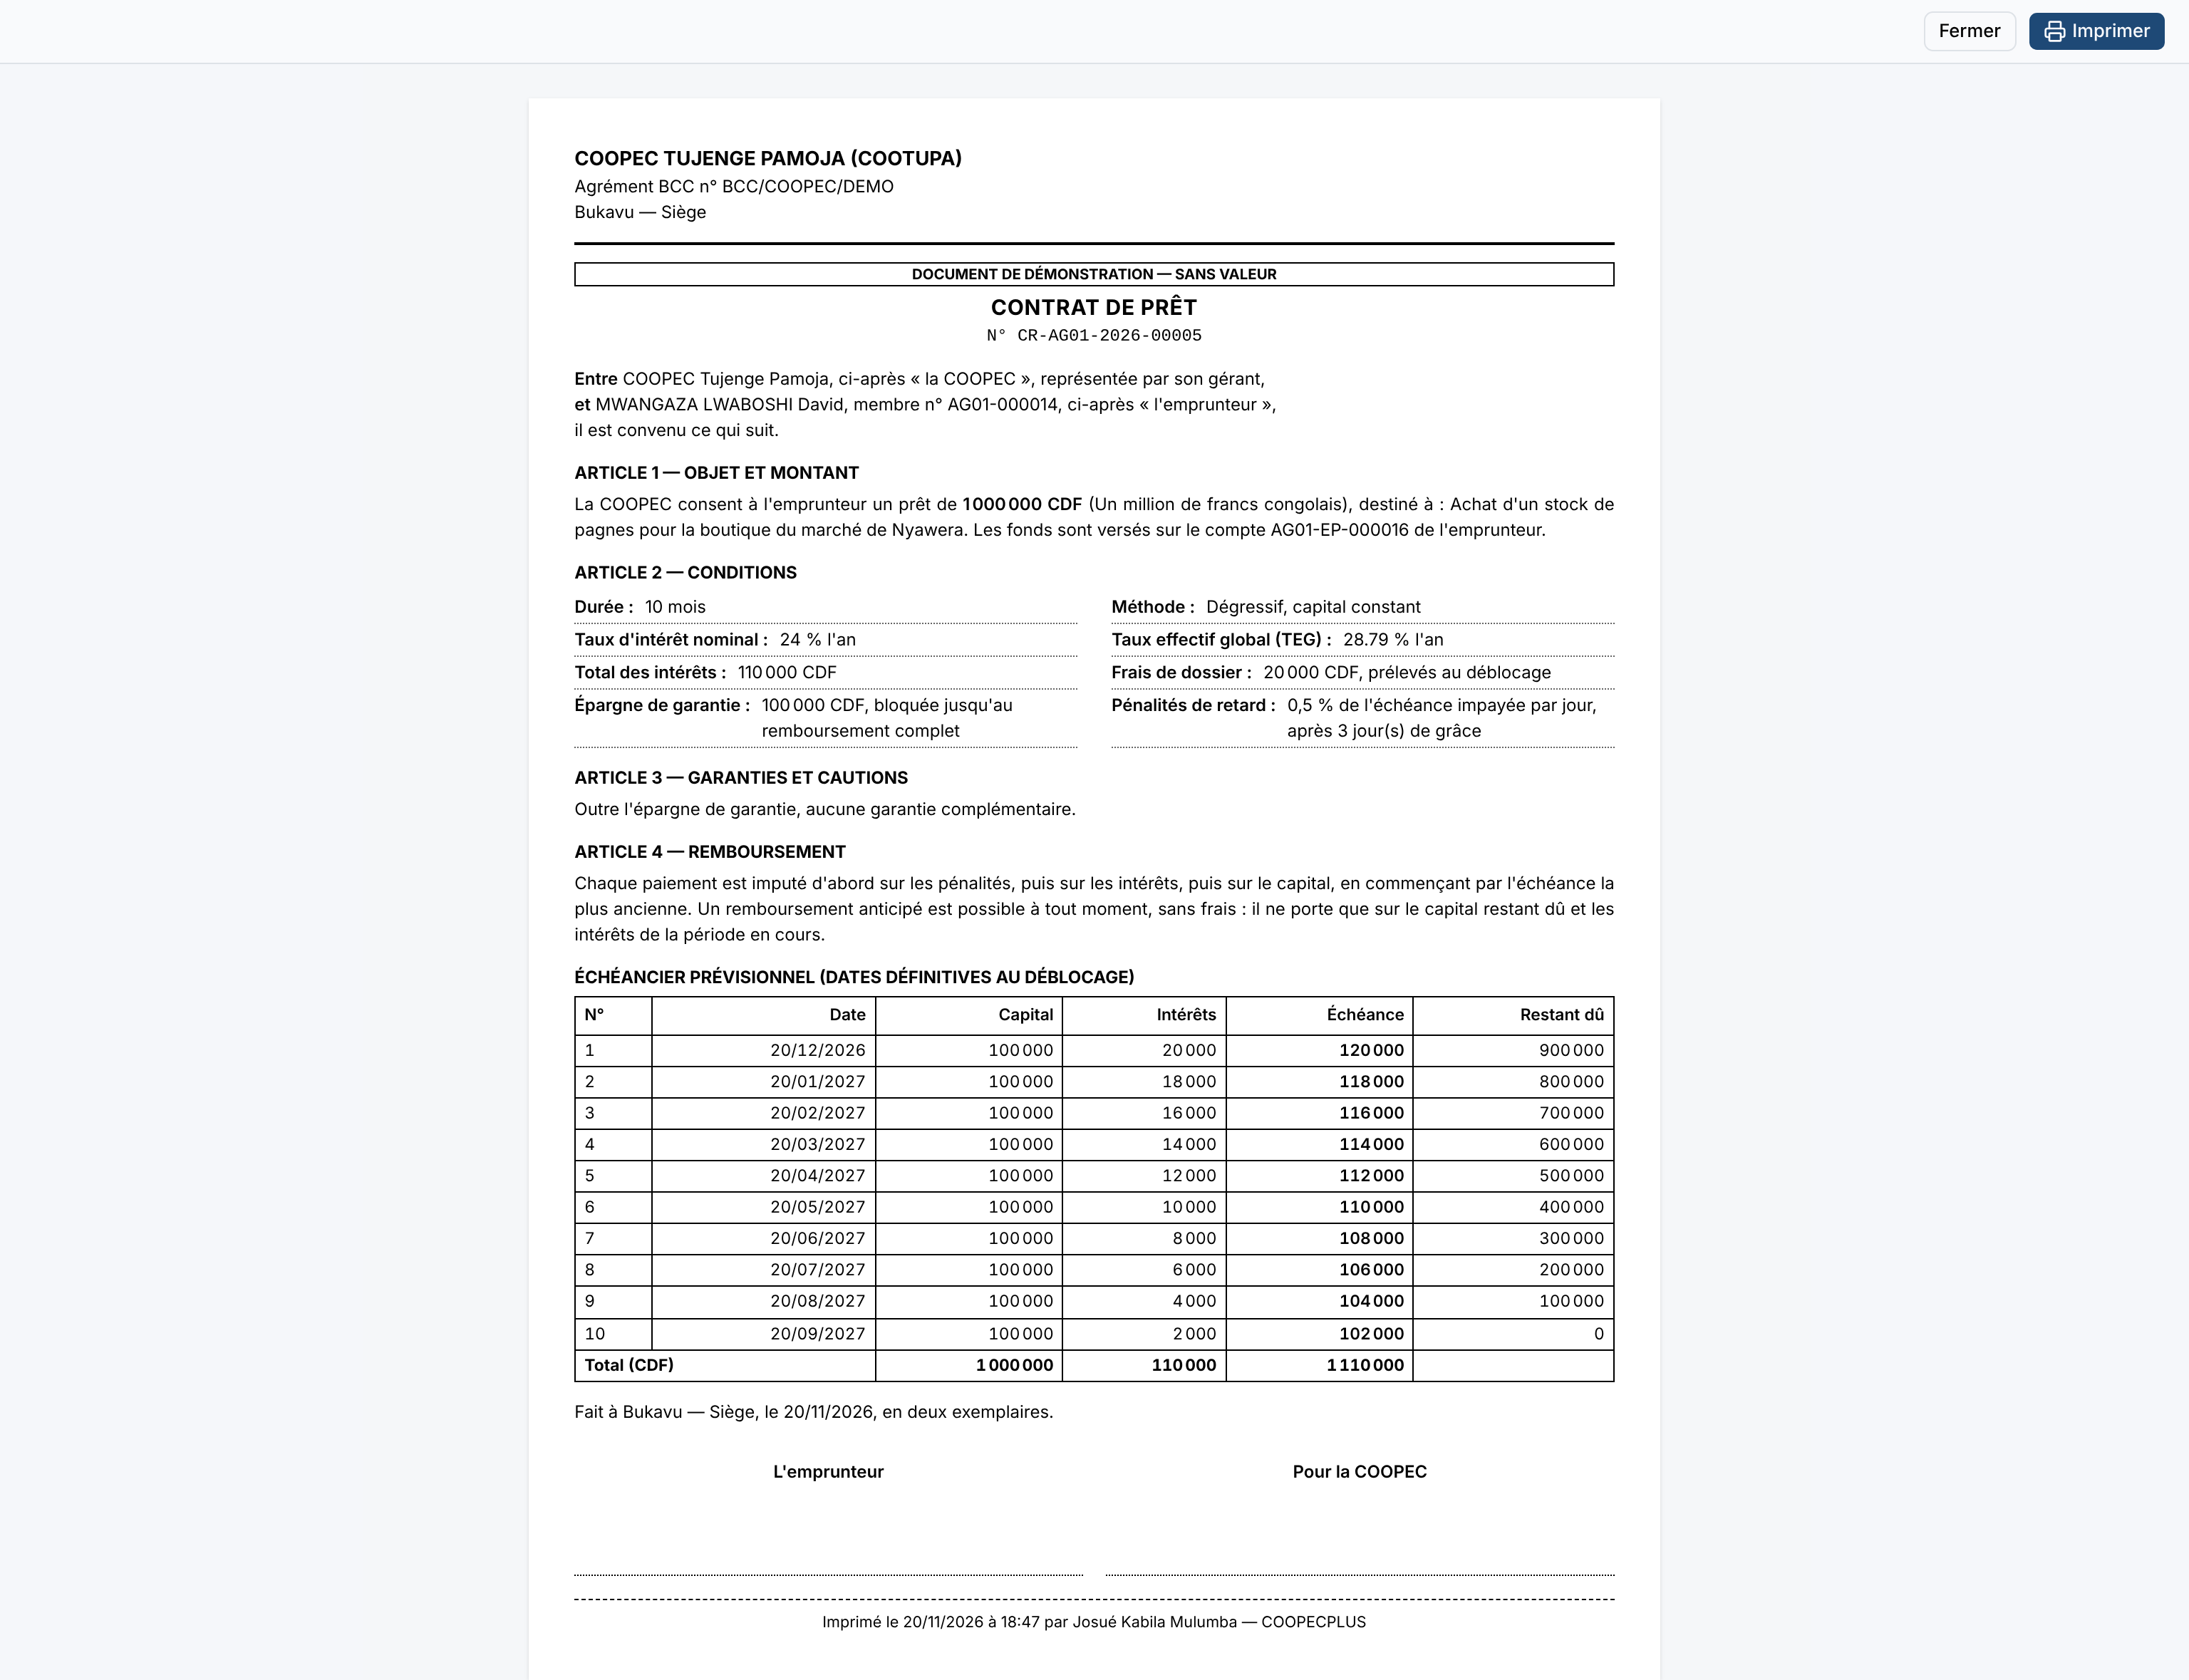 Fermer
Imprimer
COOPEC TUJENGE PAMOJA (COOTUPA)
Agrément BCC n° BCC/COOPEC/DEMO
Bukavu — Siège
DOCUMENT DE DÉMONSTRATION — SANS VALEUR
CONTRAT DE PRÊT
N° CR-AG01-2026-00005
Entre COOPEC Tujenge Pamoja, ci-après « la COOPEC », représentée par son gérant,
et MWANGAZA LWABOSHI David, membre n° AG01-000014, ci-après « l'emprunteur »,
il est convenu ce qui suit.
ARTICLE 1 — OBJET ET MONTANT
La COOPEC consent à l'emprunteur un prêt de 1 000 000 CDF (Un million de francs congolais), destiné à : Achat d'un stock de
pagnes pour la boutique du marché de Nyawera. Les fonds sont versés sur le compte AG01-EP-000016 de l'emprunteur.
ARTICLE 2 — CONDITIONS
Durée : 10 mois
Méthode : Dégressif, capital constant
Taux d'intérêt nominal : 24 % l'an
Taux effectif global (TEG) : 28.79 % l'an
Total des intérêts : 110 000 CDF
Frais de dossier : 20 000 CDF, prélevés au déblocage
Épargne de garantie : 100 000 CDF, bloquée jusqu'au
remboursement complet
Pénalités de retard : 0,5 % de l'échéance impayée par jour,
après 3 jour(s) de grâce
ARTICLE 3 — GARANTIES ET CAUTIONS
Outre l'épargne de garantie, aucune garantie complémentaire.
ARTICLE 4 — REMBOURSEMENT
Chaque paiement est imputé d'abord sur les pénalités, puis sur les intérêts, puis sur le capital, en commençant par l'échéance la
plus ancienne. Un remboursement anticipé est possible à tout moment, sans frais : il ne porte que sur le capital restant dû et les
intérêts de la période en cours.
ÉCHÉANCIER PRÉVISIONNEL (DATES DÉFINITIVES AU DÉBLOCAGE)
N° Date Capital Intérêts Échéance Restant dû
1 20/12/2026 100 000 20 000 120 000 900 000
2 20/01/2027 100 000 18 000 118 000 800 000
3 20/02/2027 100 000 16 000 116 000 700 000
4 20/03/2027 100 000 14 000 114 000 600 000
5 20/04/2027 100 000 12 000 112 000 500 000
6 20/05/2027 100 000 10 000 110 000 400 000
7 20/06/2027 100 000 8 000 108 000 300 000
8 20/07/2027 100 000 6 000 106 000 200 000
9 20/08/2027 100 000 4 000 104 000 100 000
10 20/09/2027 100 000 2 000 102 000 0
Total (CDF) 1 000 000 110 000 1 110 000
Fait à Bukavu — Siège, le 20/11/2026, en deux exemplaires.
L'emprunteur
Pour la COOPEC
Imprimé le 20/11/2026 à 18:47 par Josué Kabila Mulumba — COOPECPLUS